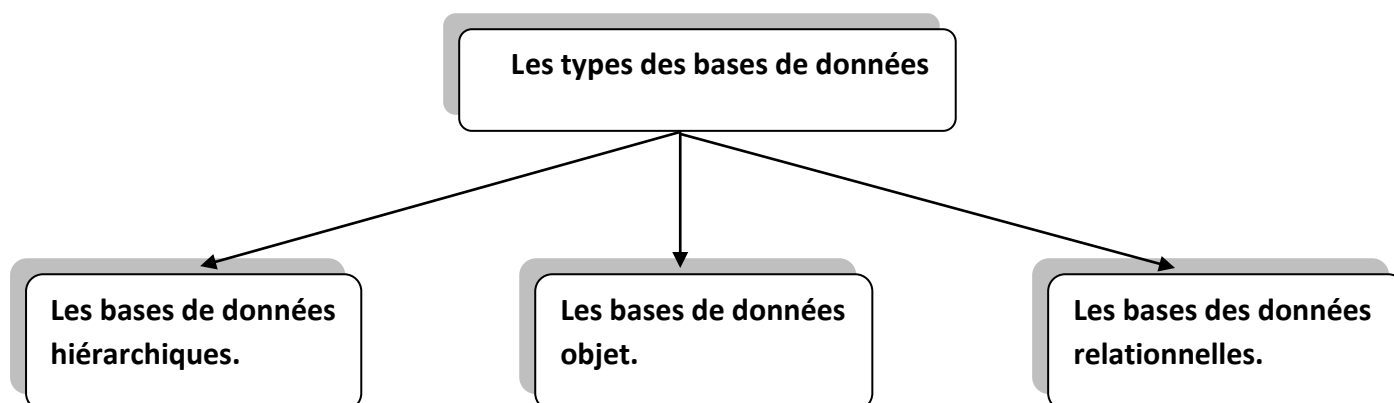 Les types des bases de données
Les bases de données
hiérarchiques.
Les bases de données
objet.
Les bases des données
relationnelles.